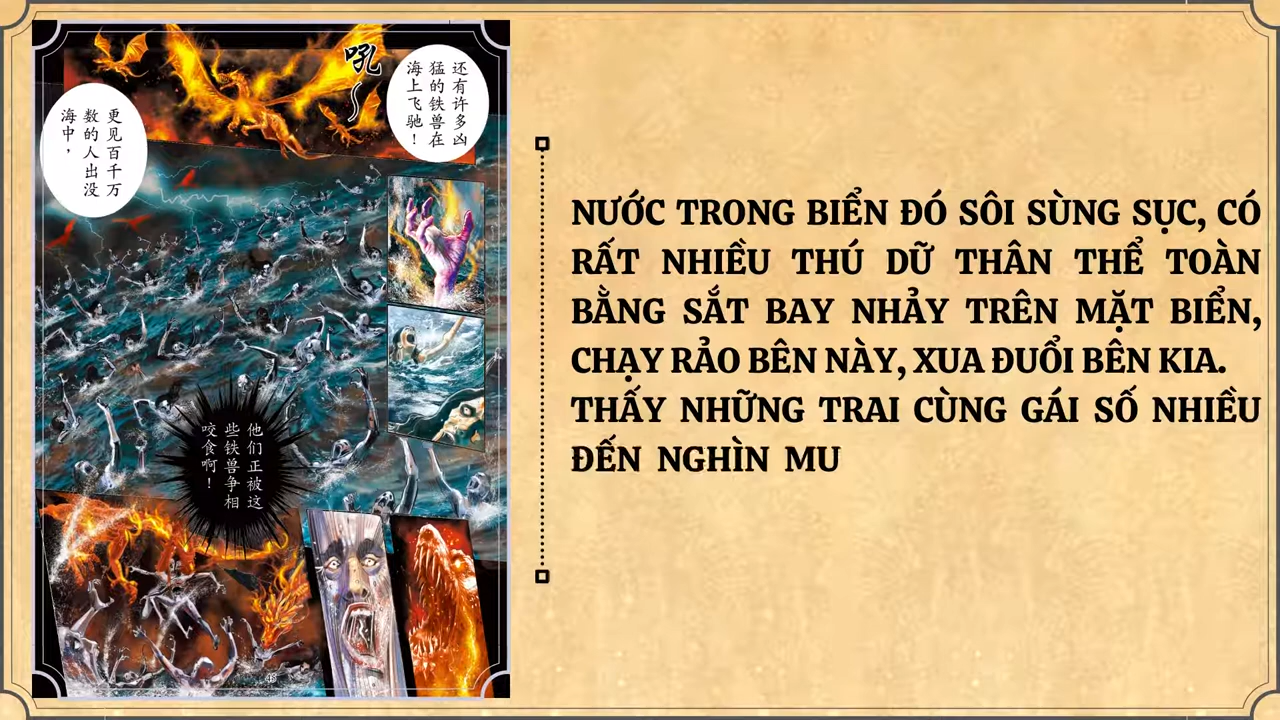 还有许多凶
猛的铁兽在
海上飞驰！
吼～
更见百千万
数的人出没
海中，
他们正被这
些铁兽争相
咬食啊！
46
NƯỚC TRONG BIỂN ĐÓ SÔI SÙNG SỤC, CÓ
RẤT NHIỀU THÚ DỮ THÂN THỂ TOÀN
BẰNG SẮT BAY NHẢY TRÊN MẶT BIỂN,
CHẠY RẢO BÊN NÀY, XUA ĐUỔI BÊN KIA.
THẤY NHỮNG TRAI CÙNG GÁI SỐ NHIỀU
ĐẾN NGHÌN MU